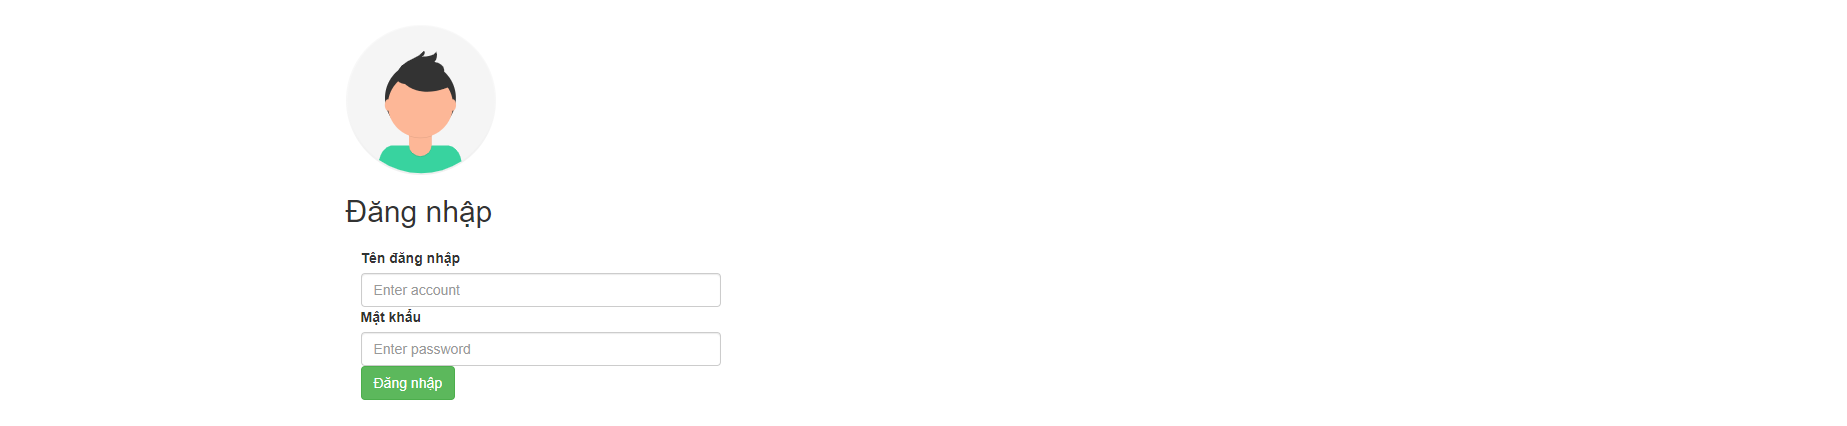 Đăng nhập
Tên đăng nhập
Enter account
Mật khẩu
Enter password
Đăng nhập